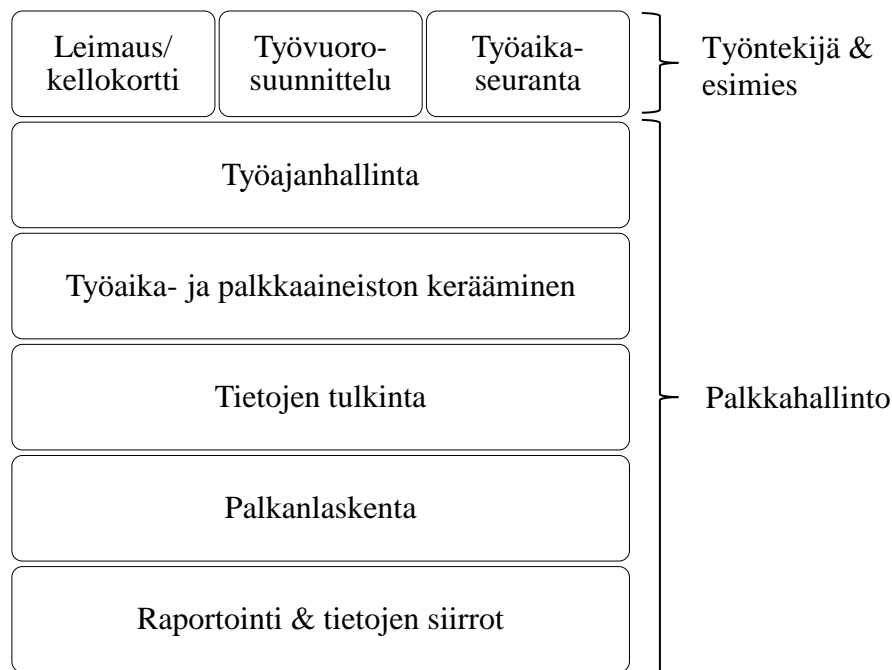 Leimaus/
kellokortti
Työvuoro-
suunnittelu
Työaika-
seuranta
Työntekijä &
esimies
Työajanhallinta
Työaika- ja palkkaaineiston kerääminen
Tietojen tulkinta
Palkkahallinto
Palkanlaskenta
Raportointi & tietojen siirrot